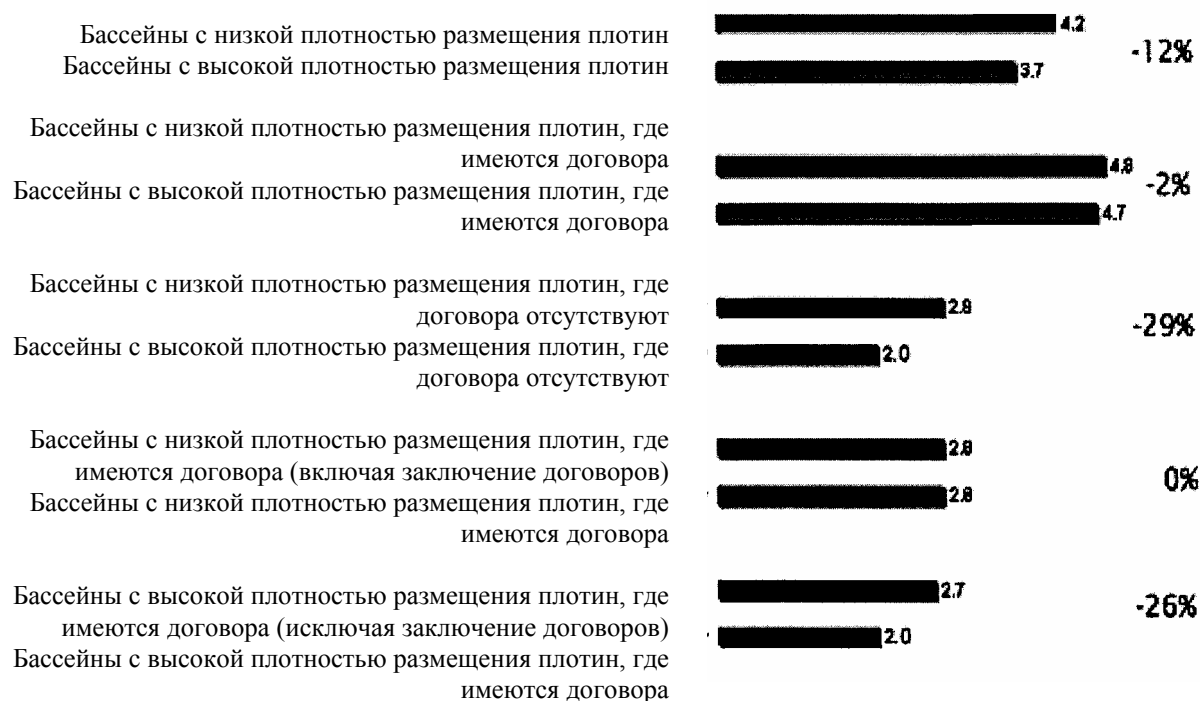 Бассейны с низкой плотностью размещения плотин
4.2
Бассейны с высокой плотностью размещения плотин
3.7
-12%
Бассейны с низкой плотностью размещения плотин, где
имеются договора
4.8
Бассейны с высокой плотностью размещения плотин, где
имеются договора
4.7
-2%
Бассейны с низкой плотностью размещения плотин, где
договора отсутствуют
2.8
Бассейны с высокой плотностью размещения плотин, где
договора отсутствуют
2.0
-29%
Бассейны с низкой плотностью размещения плотин, где
имеются договора (включая заключение договоров)
2.8
Бассейны с низкой плотностью размещения плотин, где
имеются договора
2.8
0%
Бассейны с высокой плотностью размещения плотин, где
имеются договора (исключая заключение договоров)
2.7
Бассейны с высокой плотностью размещения плотин, где
имеются договора
2.0
-26%